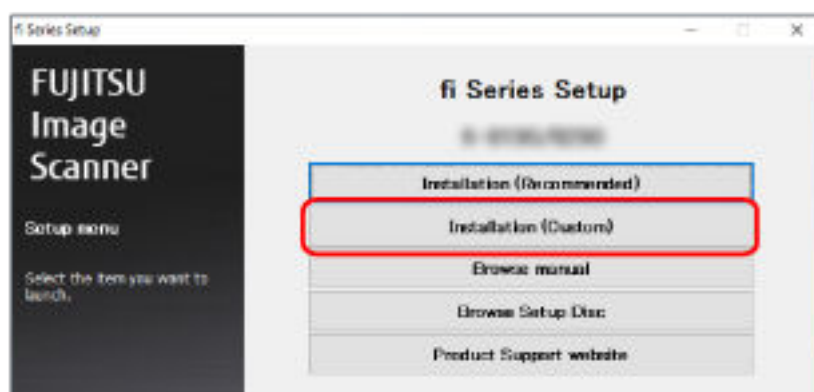 fi Series Setup
FUJITSU
Image
Scanner
Setup menu
Select the item you want to
launch.
fi Series Setup
Installation (Recommended)
Installation (Custom)
Browse manual
Browse Setup Disc
Product Support website